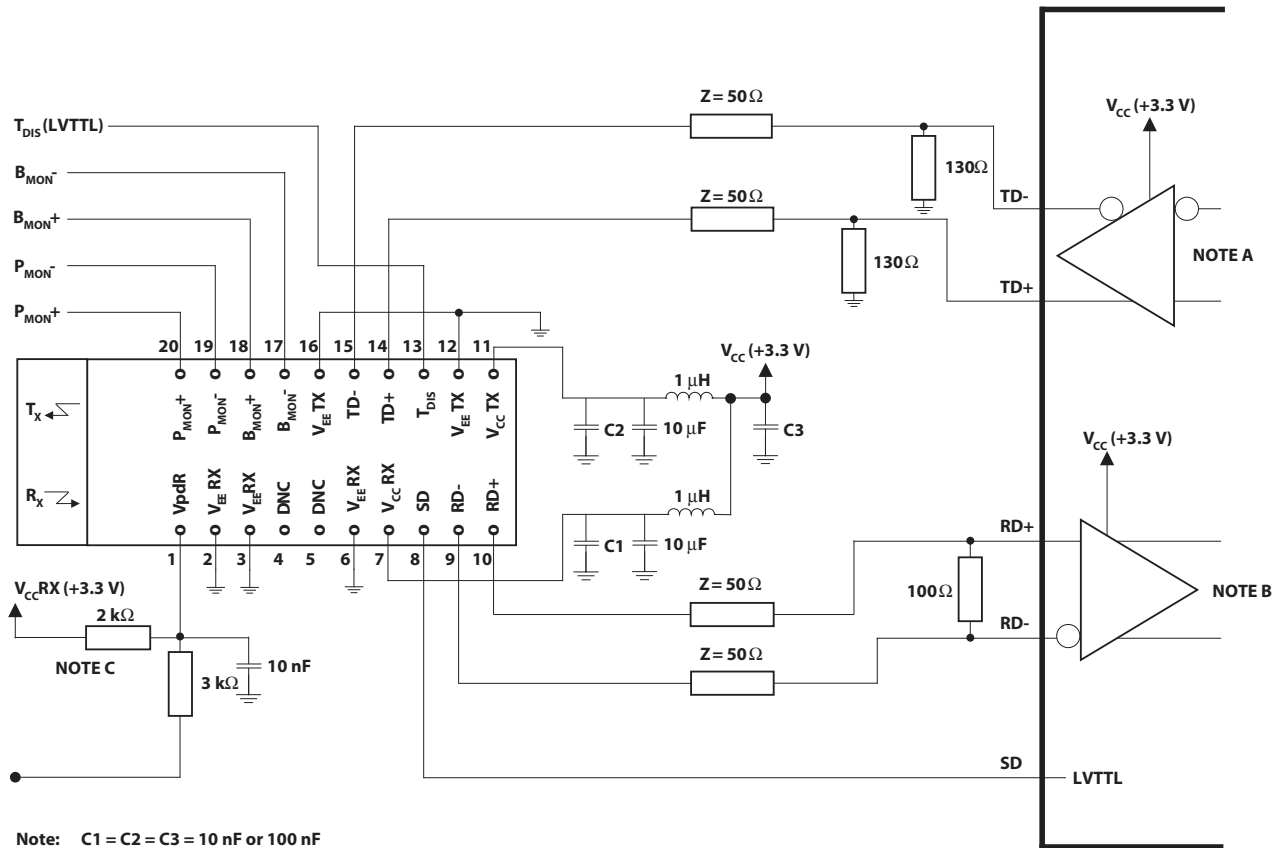 Z = 50 Ω
V_CC (+3.3 V)
T_DIS (LVTTL)
130Ω
B_MON-
TD-
Z = 50 Ω
B_MON+
NOTE A
P_MON-
130Ω
TD+
P_MON+
20 19 18 17 16 15 14 13 12 11
V_CC (+3.3 V)
1 μH
T_X
P_MON+ P_MON- B_MON+ B_MON- V_EE TX TD- TD+ T_DIS V_EE TX V_CC TX
C2 10 μF C3
V_CC (+3.3 V)
R_X
VpdR V_EE RX V_EE RX DNC DNC V_EE RX V_CC RX SD RD- RD+
1 μH
RD+
C1 10 μF
1 2 3 4 5 6 7 8 9 10
Z = 50 Ω
100 Ω
NOTE B
V_CC RX (+3.3 V)
2 kΩ
RD-
NOTE C
10 nF
Z = 50 Ω
3 kΩ
SD
LVTTL
Note: C1 = C2 = C3 = 10 nF or 100 nF